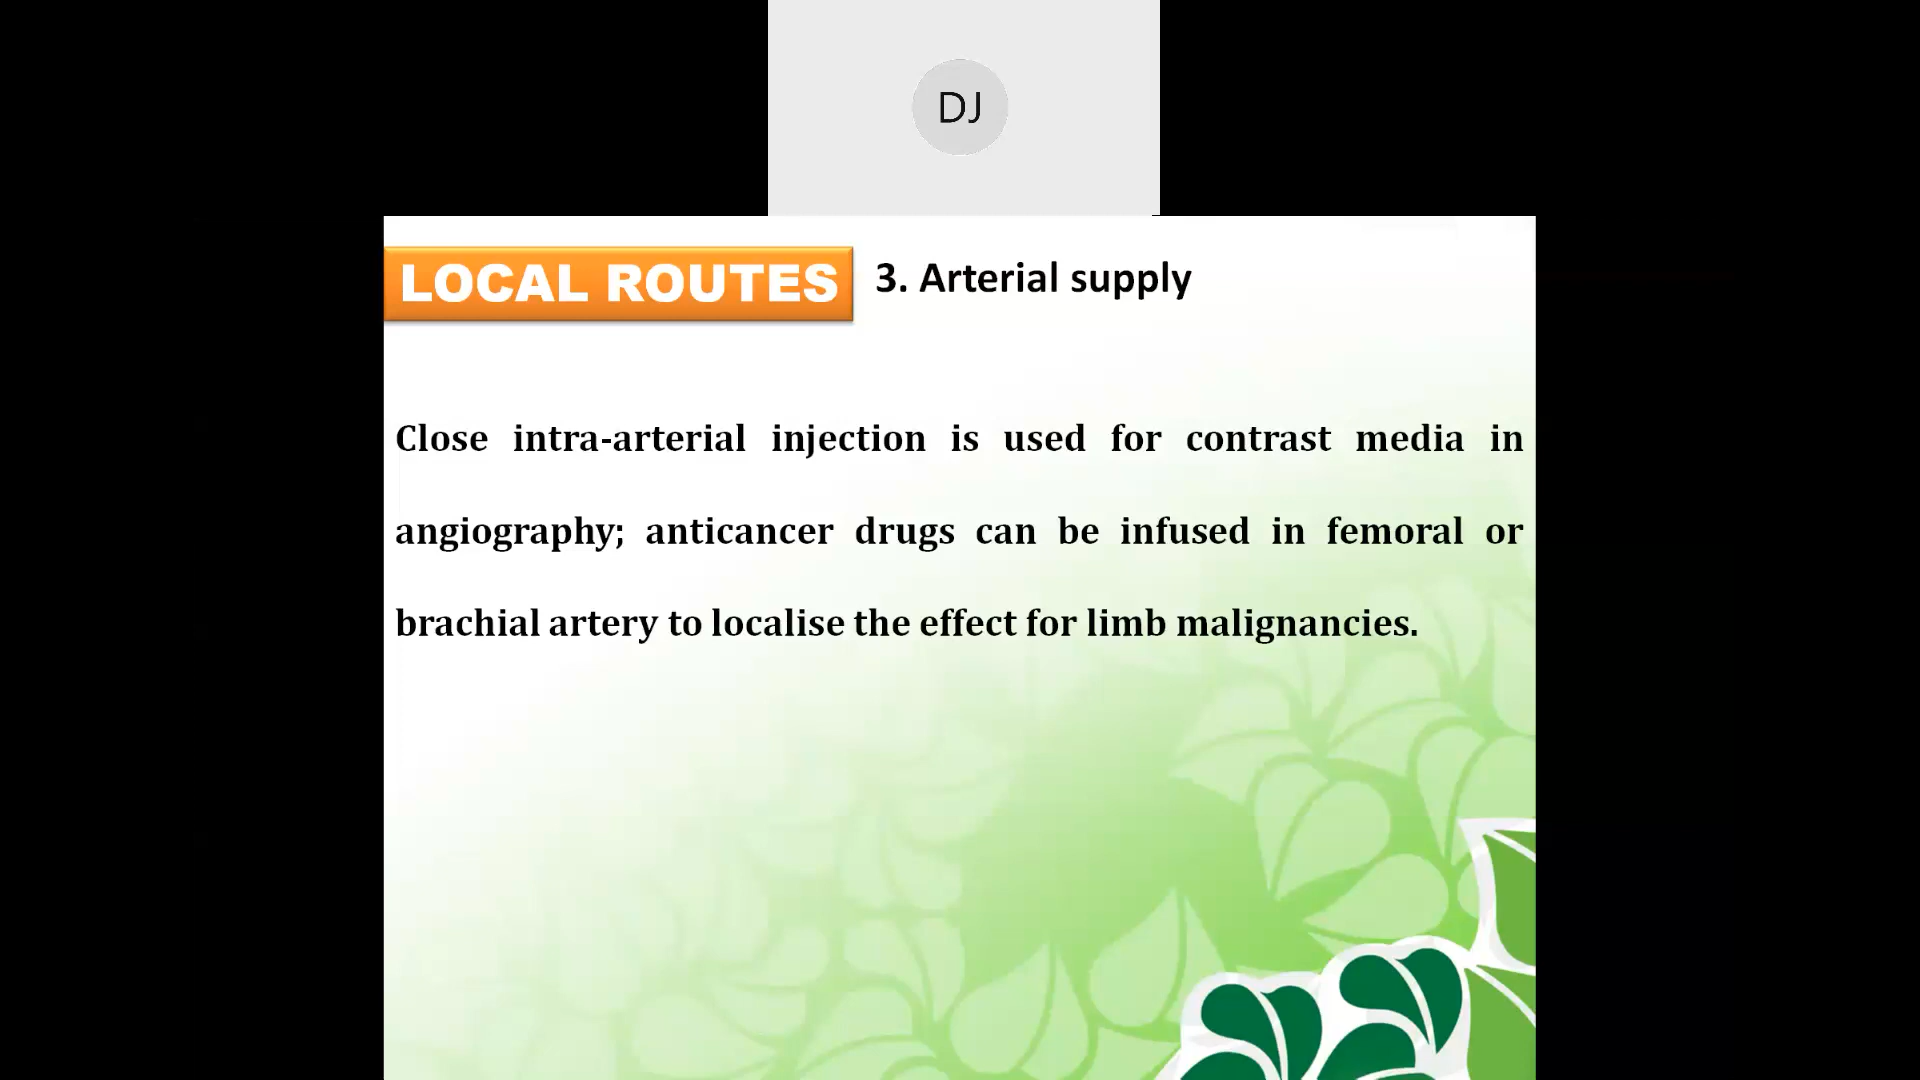 DJ
LOCAL ROUTES 3. Arterial supply
Close intra-arterial injection is used for contrast media in
angiography; anticancer drugs can be infused in femoral or
brachial artery to localise the effect for limb malignancies.